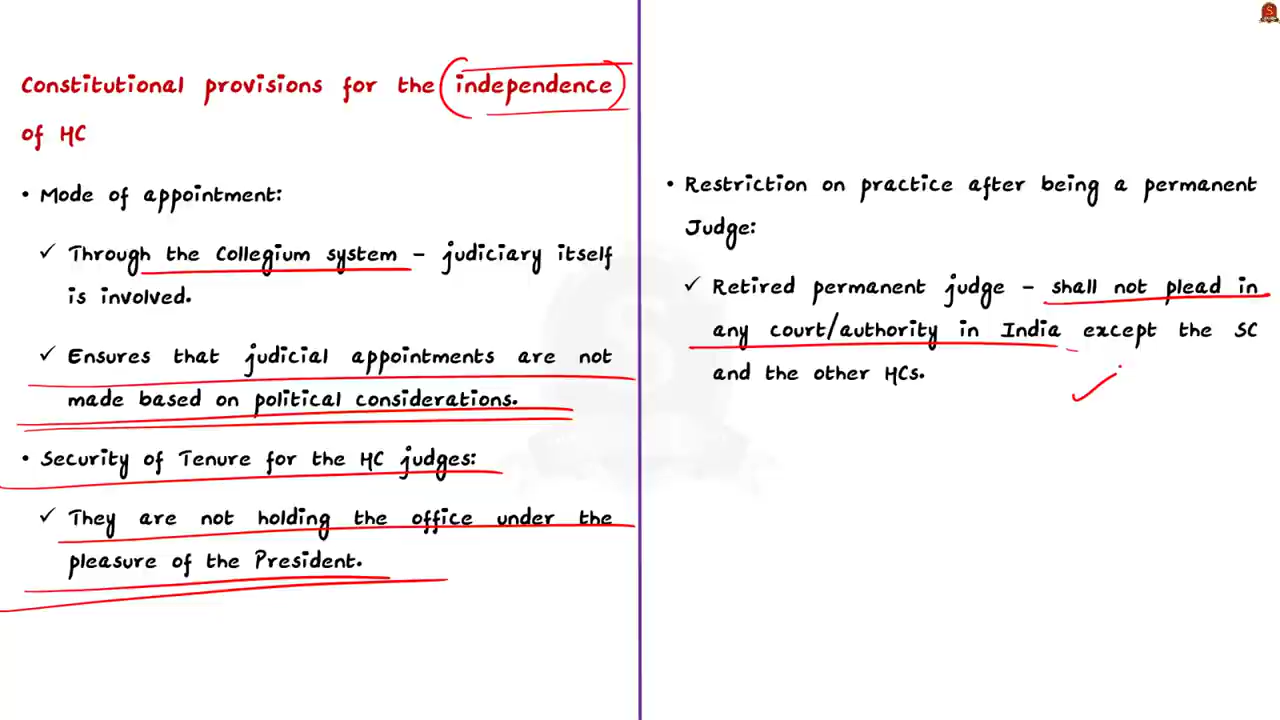 Constitutional provisions for the independence
of HC
• Mode of appointment:
✓ Through the Collegium system – judiciary itself
is involved.
✓ Ensures that judicial appointments are not
made based on political considerations.
• Security of Tenure for the HC judges:
✓ They are not holding the office under the
pleasure of the President.
• Restriction on practice after being a permanent
Judge:
✓ Retired permanent judge – shall not plead in
any court/authority in India except the SC
and the other HCs.